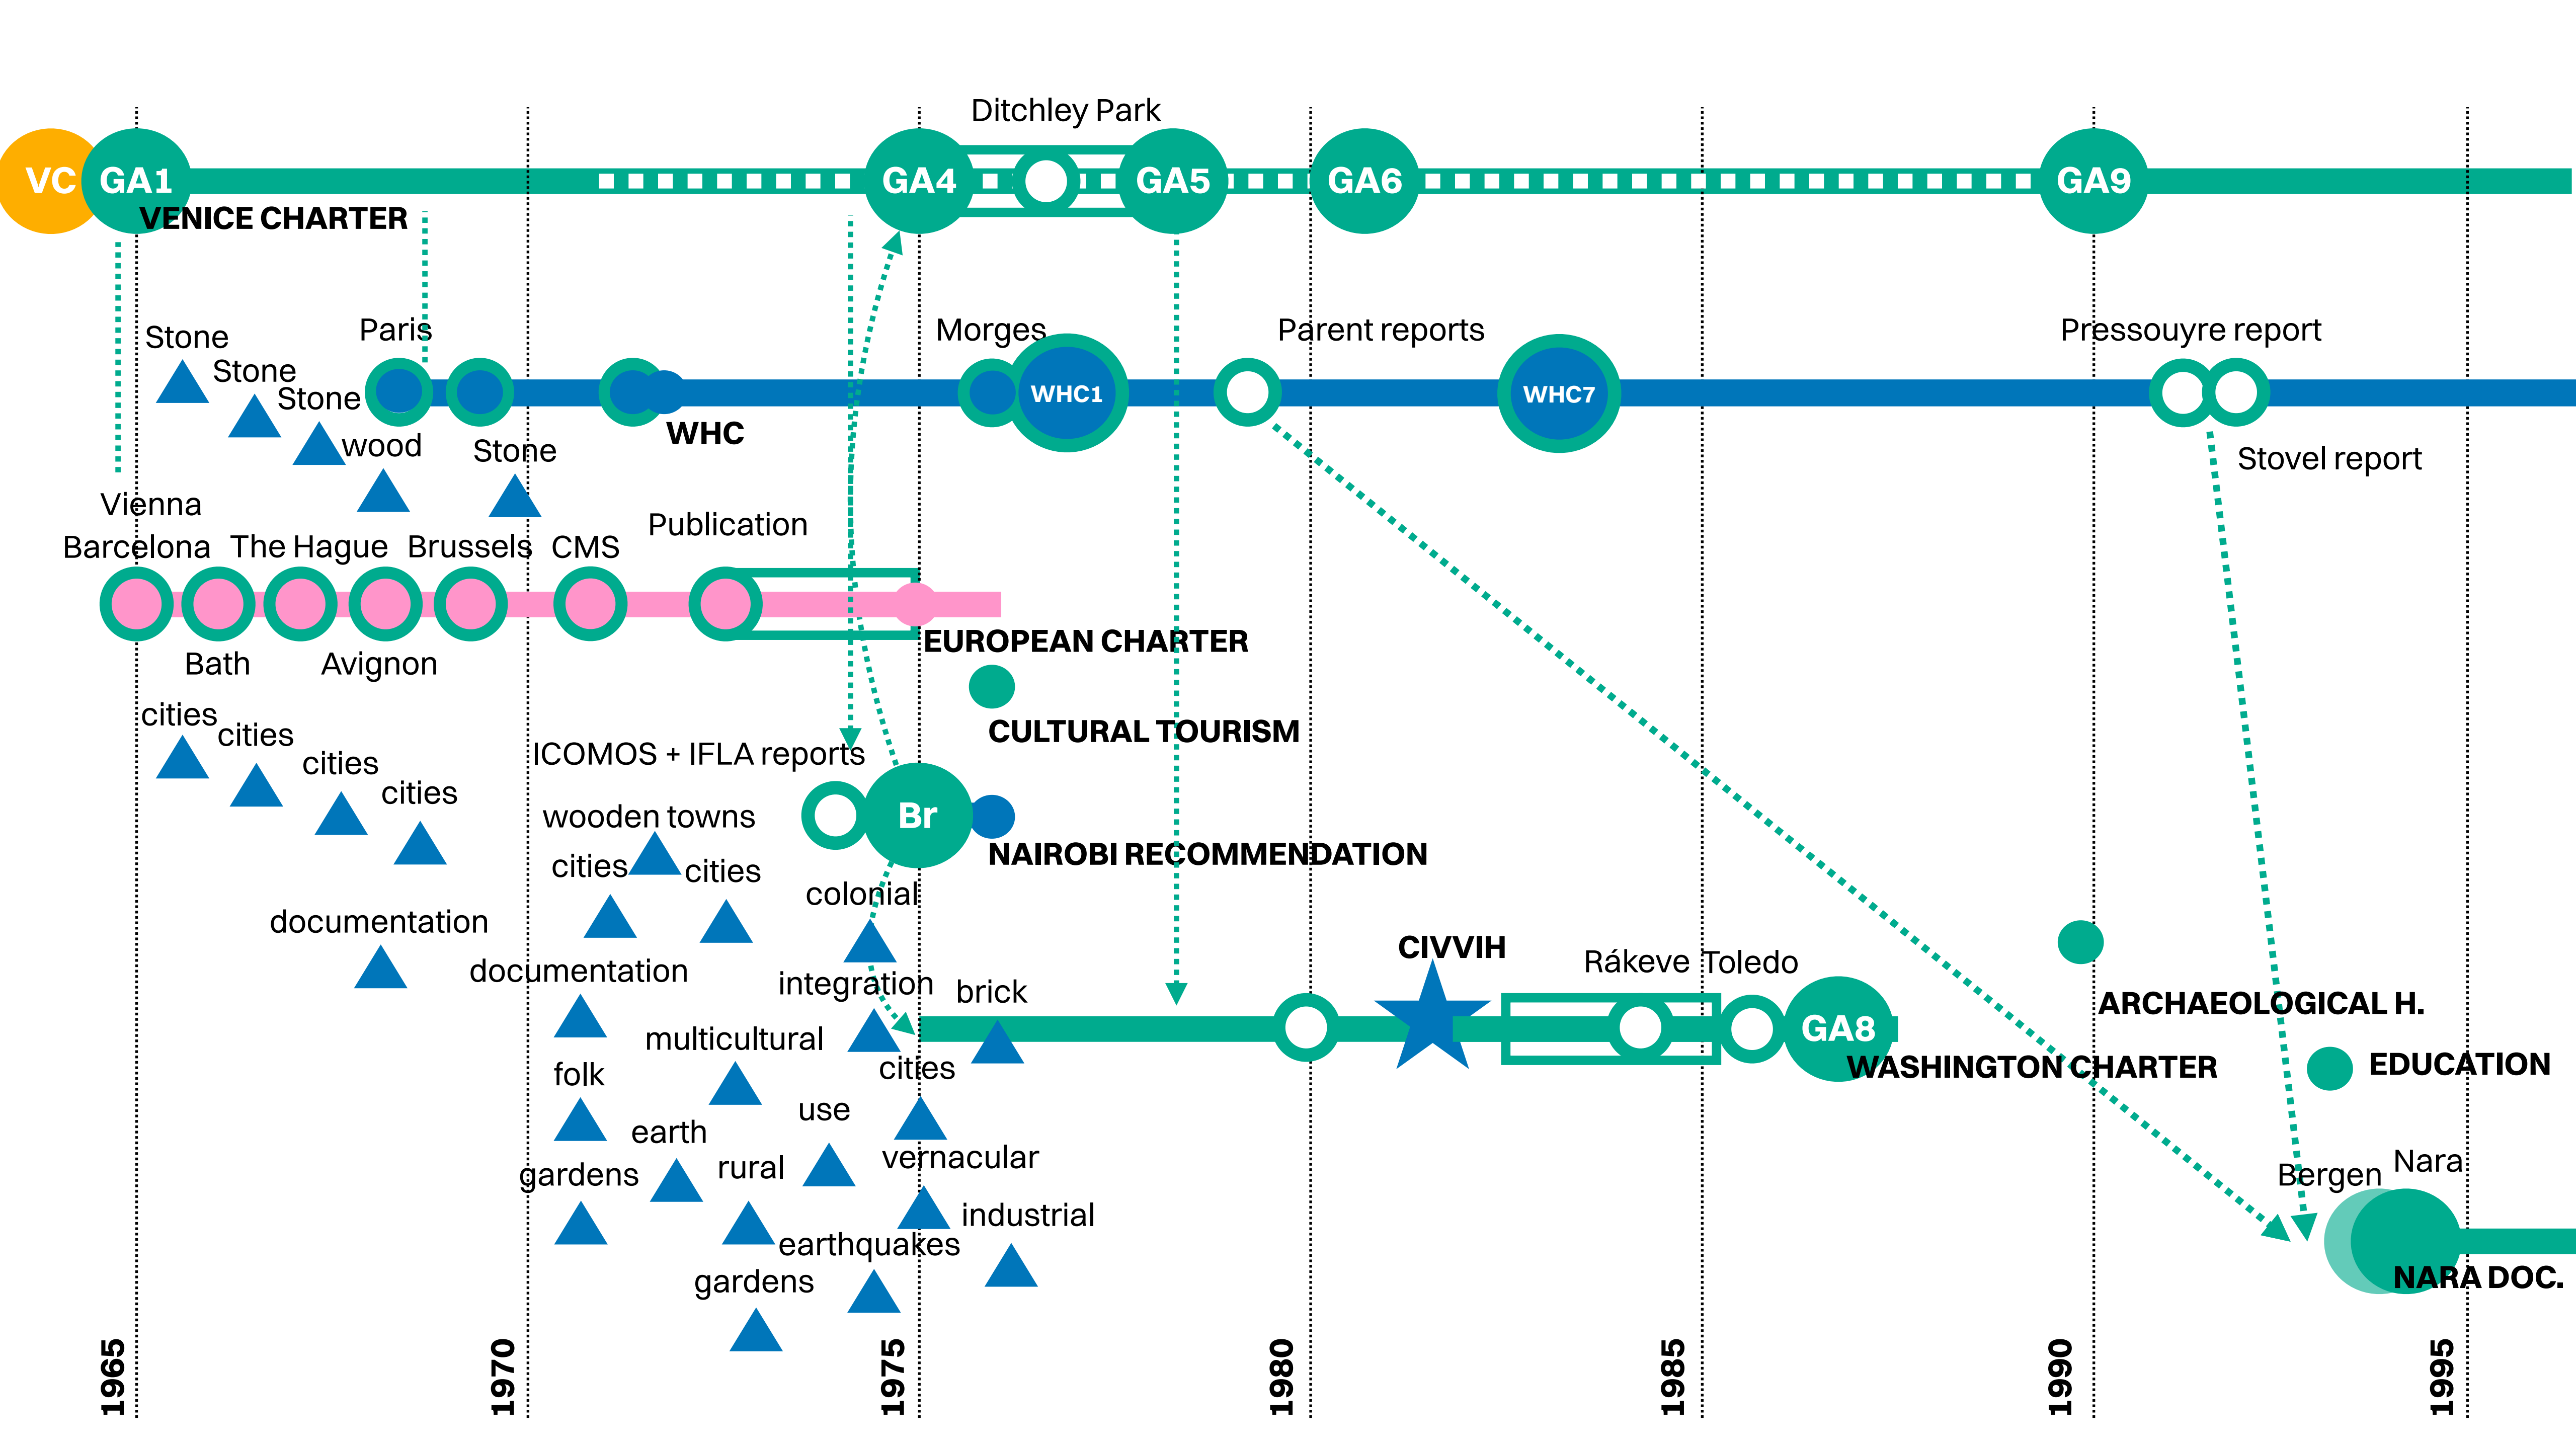 Ditchley Park
VC
GA1
GA4
GA5
GA6
GA9
VENICE CHARTER
Stone
Paris
Morges
Parent reports
Pressouyre report
Stone
Stone
WHC1
WHC7
wood
Stone
WHC
Stovel report
Vienna
Publication
Barcelona
The Hague
Brussels
CMS
EUROPEAN CHARTER
Bath
Avignon
cities
cities
cities
cities
CULTURAL TOURISM
ICOMOS + IFLA reports
wooden towns
Br
NAIROBI RECOMMENDATION
cities
cities
colonial
documentation
documentation
integration
brick
CIVVIH
Rákeve
Toledo
ARCHAEOLOGICAL H.
multicultural
GA8
folk
cities
WASHINGTON CHARTER
EDUCATION
use
earth
rural
vernacular
gardens
Bergen
Nara
industrial
earthquakes
gardens
NARA DOC.
1965
1970
1975
1980
1985
1990
1995